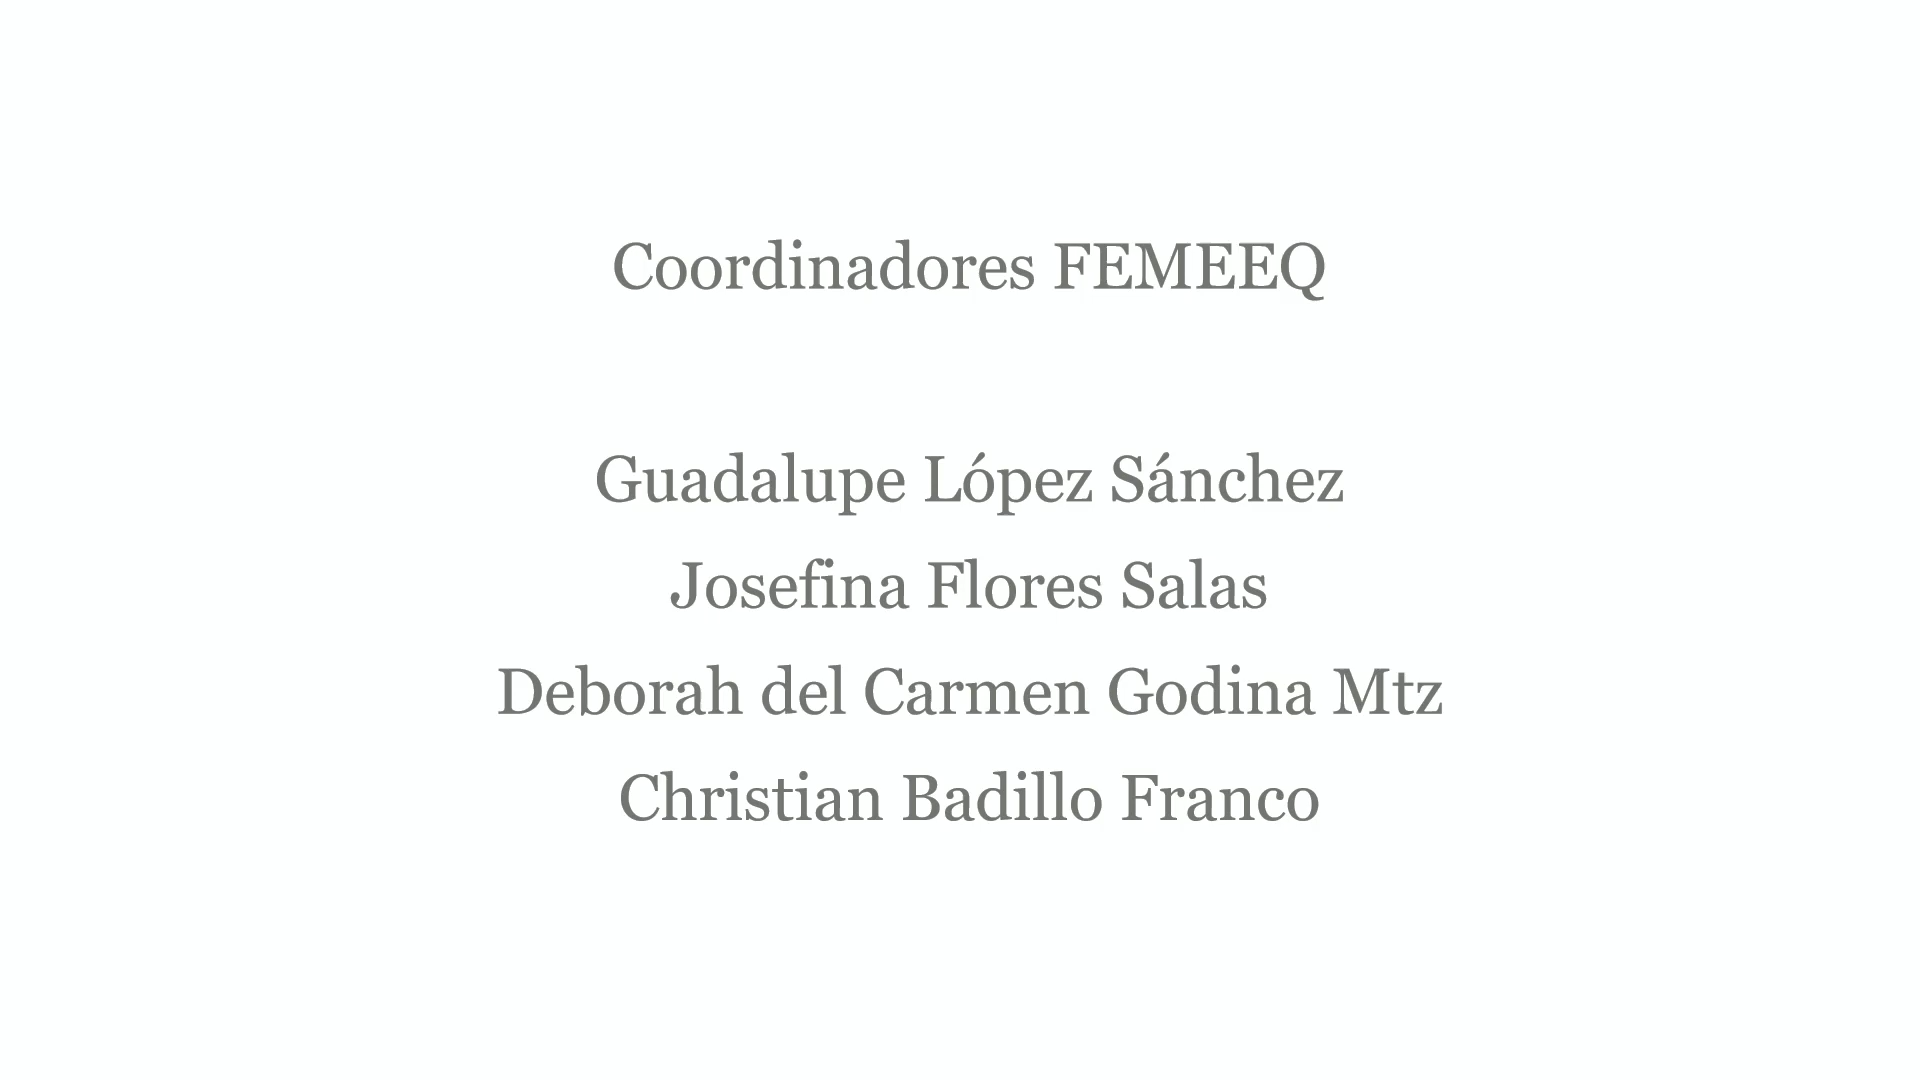 Coordinadores FEMEEQ
Guadalupe López Sánchez
Josefina Flores Salas
Deborah del Carmen Godina Mtz
Christian Badillo Franco